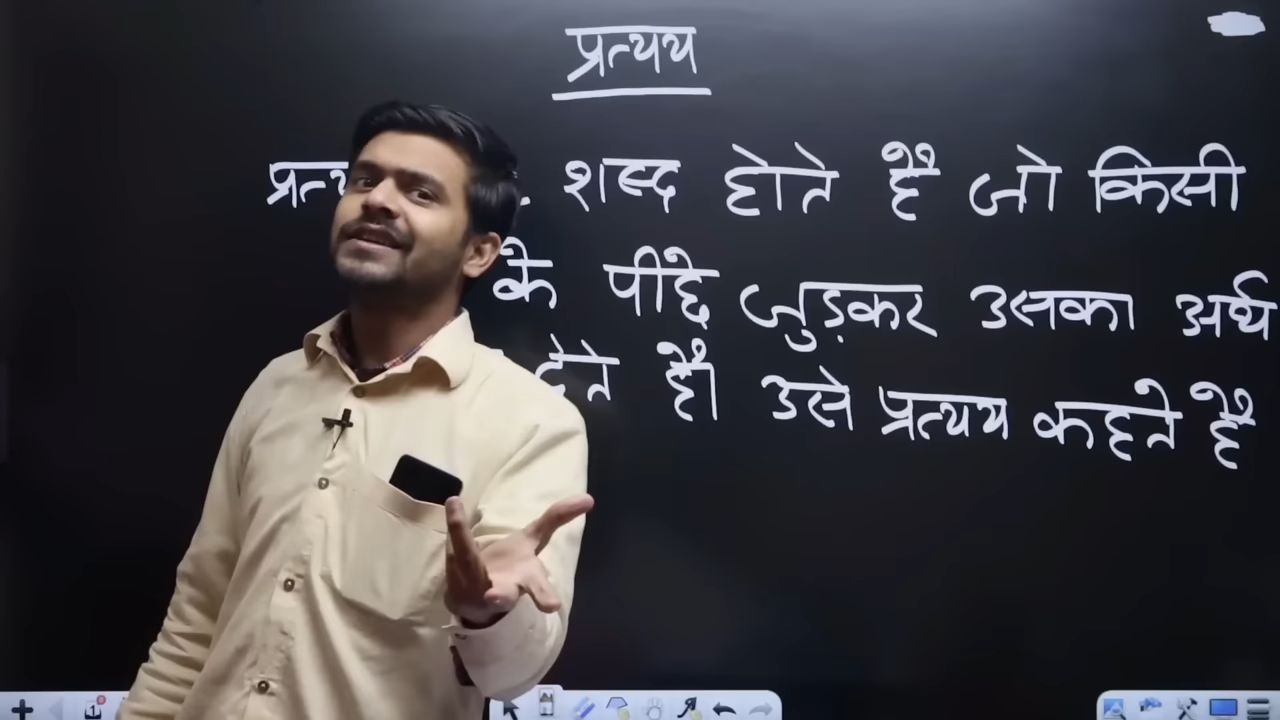 प्रत्यय
शब्द होते है जो किसी
के पीछे जुड़कर उसका अर्थ
देते है। उसे प्रत्यय कहते है